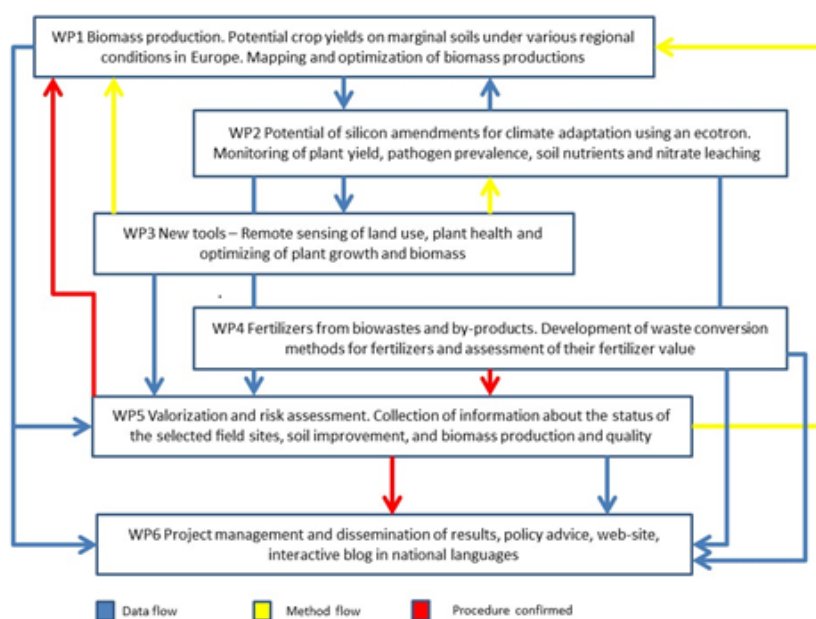 WP1 Biomass production. Potential crop yields on marginal soils under various regional
conditions in Europe. Mapping and optimization of biomass productions
WP2 Potential of silicon amendments for climate adaptation using an ecotron.
Monitoring of plant yield, pathogen prevalence, soil nutrients and nitrate leaching
WP3 New tools – Remote sensing of land use, plant health and
optimizing of plant growth and biomass
WP4 Fertilizers from biowastes and by-products. Development of waste conversion
methods for fertilizers and assessment of their fertilizer value
WP5 Valorization and risk assessment. Collection of information about the status of
the selected field sites, soil improvement, and biomass production and quality
WP6 Project management and dissemination of results, policy advice, web-site,
interactive blog in national languages
Data flow
Method flow
Procedure confirmed